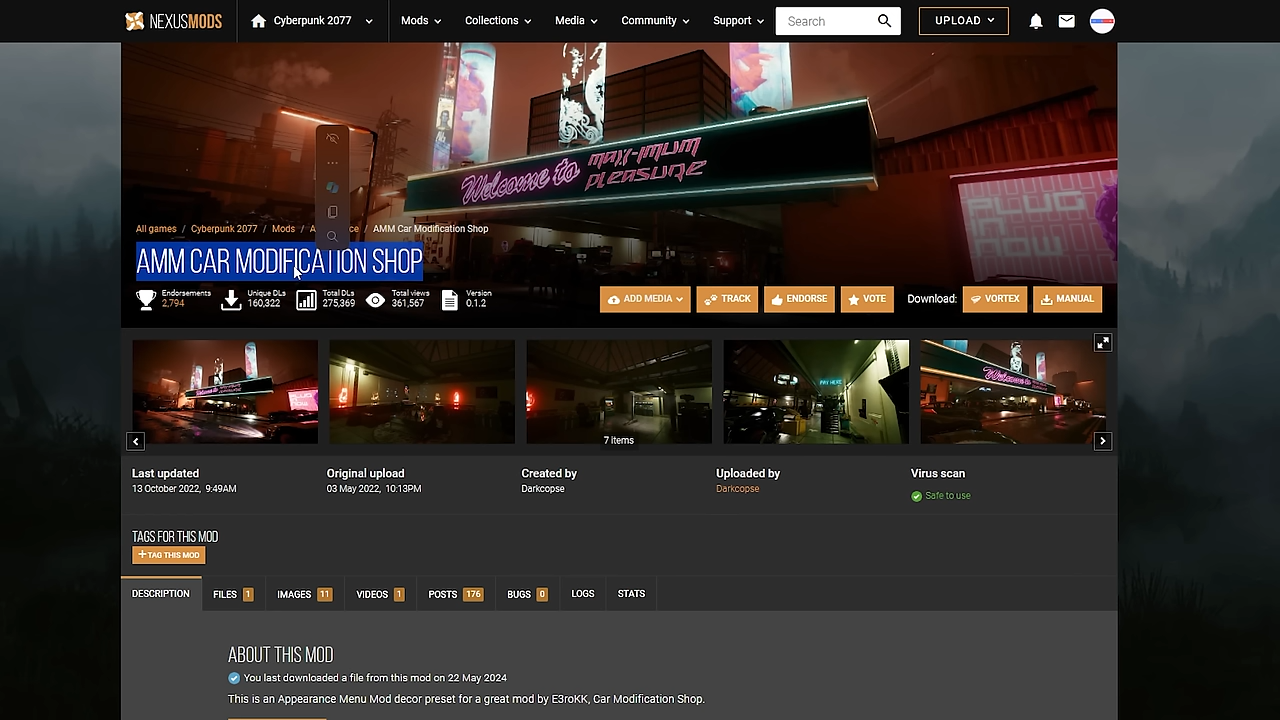 NEXUSMODS
Cyberpunk 2077
Mods
Collections
Media
Community
Support
Search
UPLOAD
Welcome to
MAXX-IMUM
PLEASURE
PLUG
n
NOW
All games / Cyberpunk 2077 / Mods / AMM Car Modification Shop
AMM CAR MODIFICATION SHOP
Endorsements
2,794
Unique DLs
160,322
Total DLs
275,369
Total views
361,567
Version
0.1.2
ADD MEDIA
TRACK
ENDORSE
VOTE
Download:
VORTEX
MANUAL
7 items
Last updated
13 October 2022, 9:49AM
Original upload
03 May 2022, 10:13PM
Created by
Darkcopse
Uploaded by
Darkcopse
Virus scan
Safe to use
TAGS FOR THIS MOD
+ TAG THIS MOD
DESCRIPTION
FILES 1
IMAGES 11
VIDEOS 1
POSTS 176
BUGS 0
LOGS
STATS
ABOUT THIS MOD
You last downloaded a file from this mod on 22 May 2024
This is an Appearance Menu Mod decor preset for a great mod by E3roKK, Car Modification Shop.